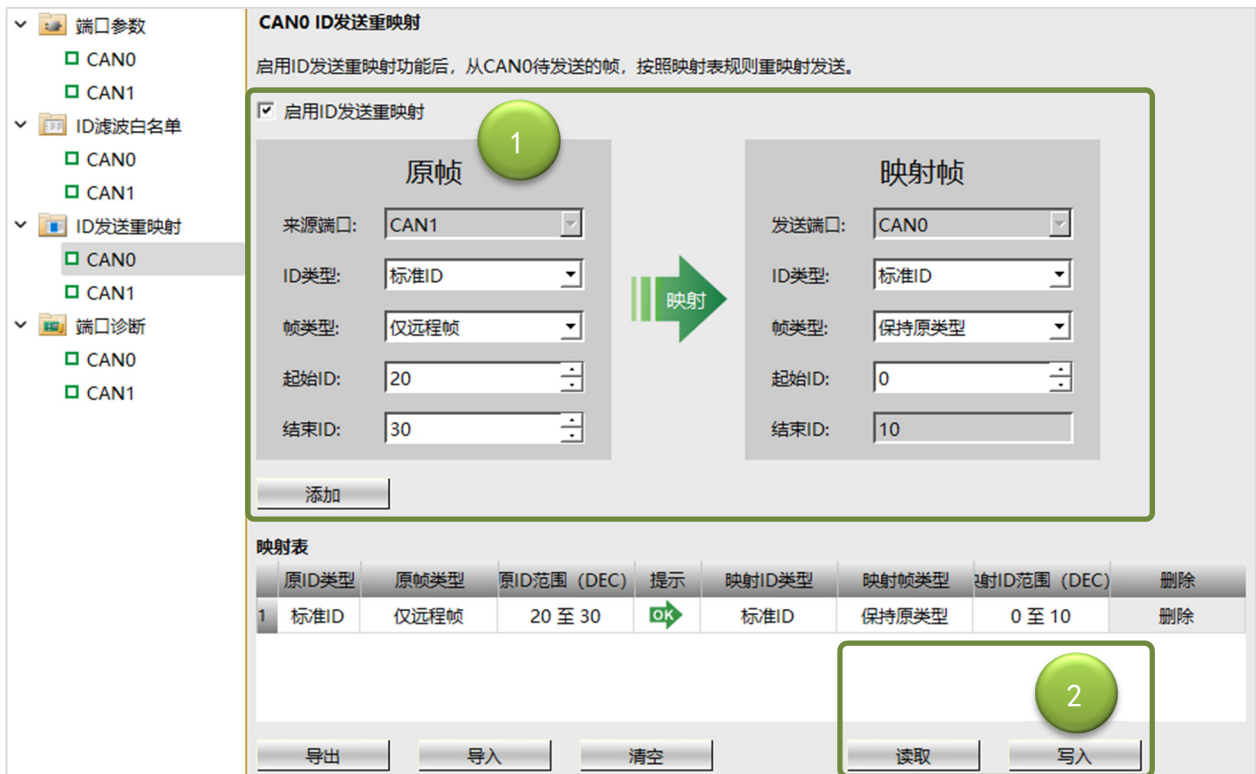 端口参数
CAN0
CAN1
ID滤波白名单
CAN0
CAN1
ID发送重映射
CAN0
CAN1
端口诊断
CAN0
CAN1
CAN0 ID发送重映射
启用ID发送重映射功能后，从CAN0待发送的帧，按照映射表规则重映射发送。
启用ID发送重映射
1
原帧
来源端口: CAN1
ID类型: 标准ID
帧类型: 仅远程帧
起始ID: 20
结束ID: 30
映射
映射帧
发送端口: CAN0
ID类型: 标准ID
帧类型: 保持原类型
起始ID: 0
结束ID: 10
添加
映射表
原ID类型 原帧类型 原ID范围（DEC） 提示 映射ID类型 映射帧类型 射ID范围（DEC） 删除
1 标准ID 仅远程帧 20 至 30 OK 标准ID 保持原类型 0 至 10 删除
2
导出 导入 清空 读取 写入